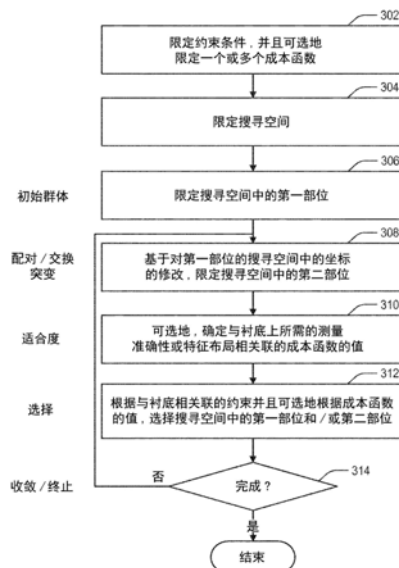 302
限定约束条件，并且可选地
限定一个或多个成本函数
304
限定搜寻空间
306
初始群体
限定搜寻空间中的第一部位
308
配对/交换
突变
基于对第一部位的搜寻空间中的坐标
的修改，限定搜寻空间中的第二部位
310
适合度
可选地，确定与衬底上所需的测量
准确性或特征布局相关联的成本函数的值
312
选择
根据与衬底相关联的约束并且可选地根据成本函数
的值，选择搜寻空间中的第一部位和/或第二部位
314
收敛/终止
否
完成？
是
结束